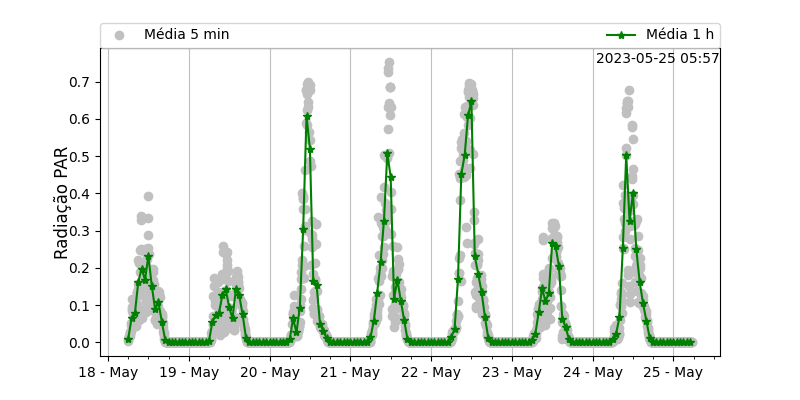 Média 5 min
Média 1 h
2023-05-25 05:57
Radiação PAR
0.7
0.6
0.5
0.4
0.3
0.2
0.1
0.0
18 - May
19 - May
20 - May
21 - May
22 - May
23 - May
24 - May
25 - May